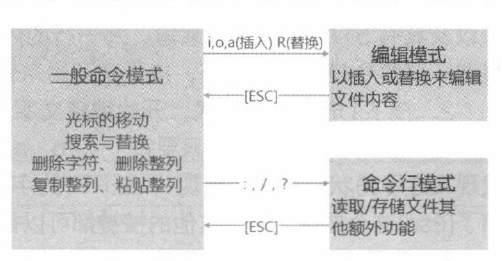 i,o,a(插入) R(替换)
一般命令模式
光标的移动
搜索与替换
删除字符、删除整列
复制整列、粘贴整列
[ESC]
编辑模式
以插入或替换来编辑
文件内容
: , / , ?
[ESC]
命令行模式
读取/存储文件其
他额外功能